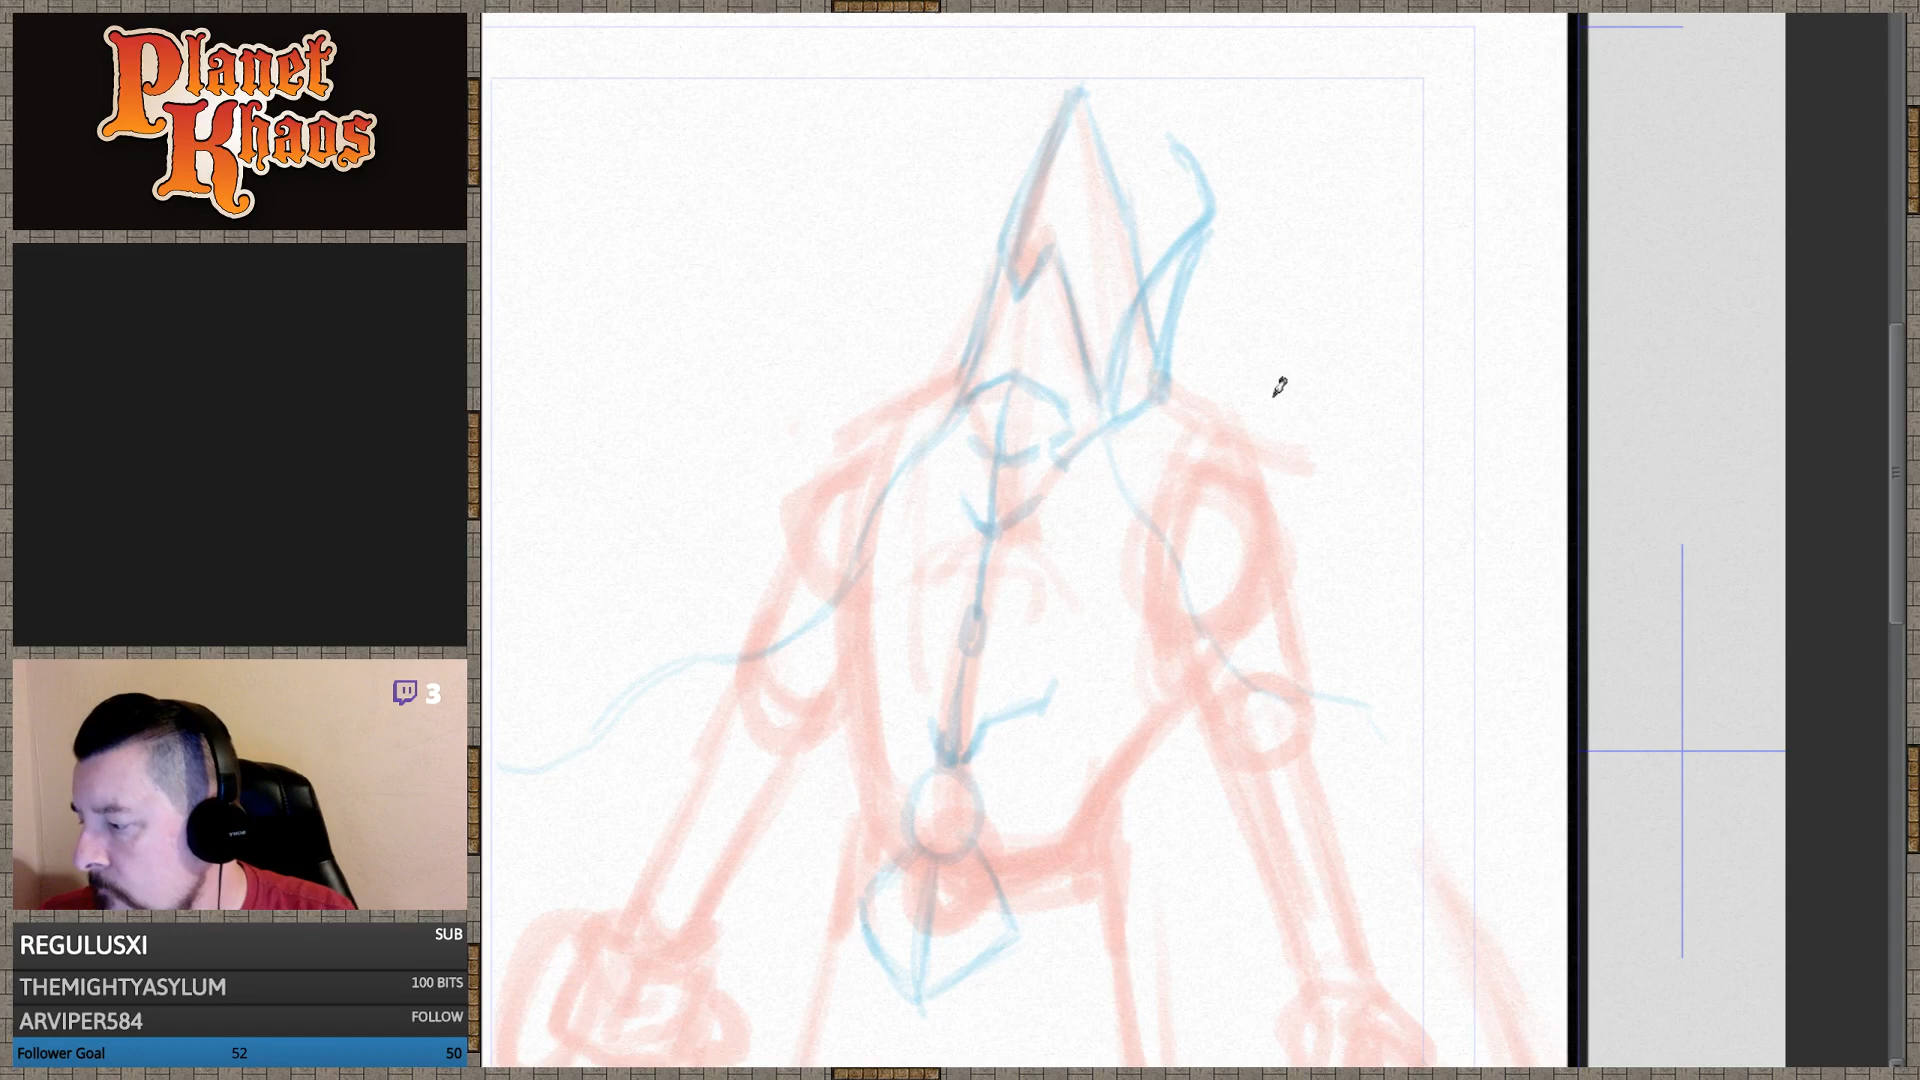 Planet
Khaos
3
REGULUSXI SUB
THEMIGHTYASYLUM 100 BITS
ARVIPER584 FOLLOW
Follower Goal 52 50